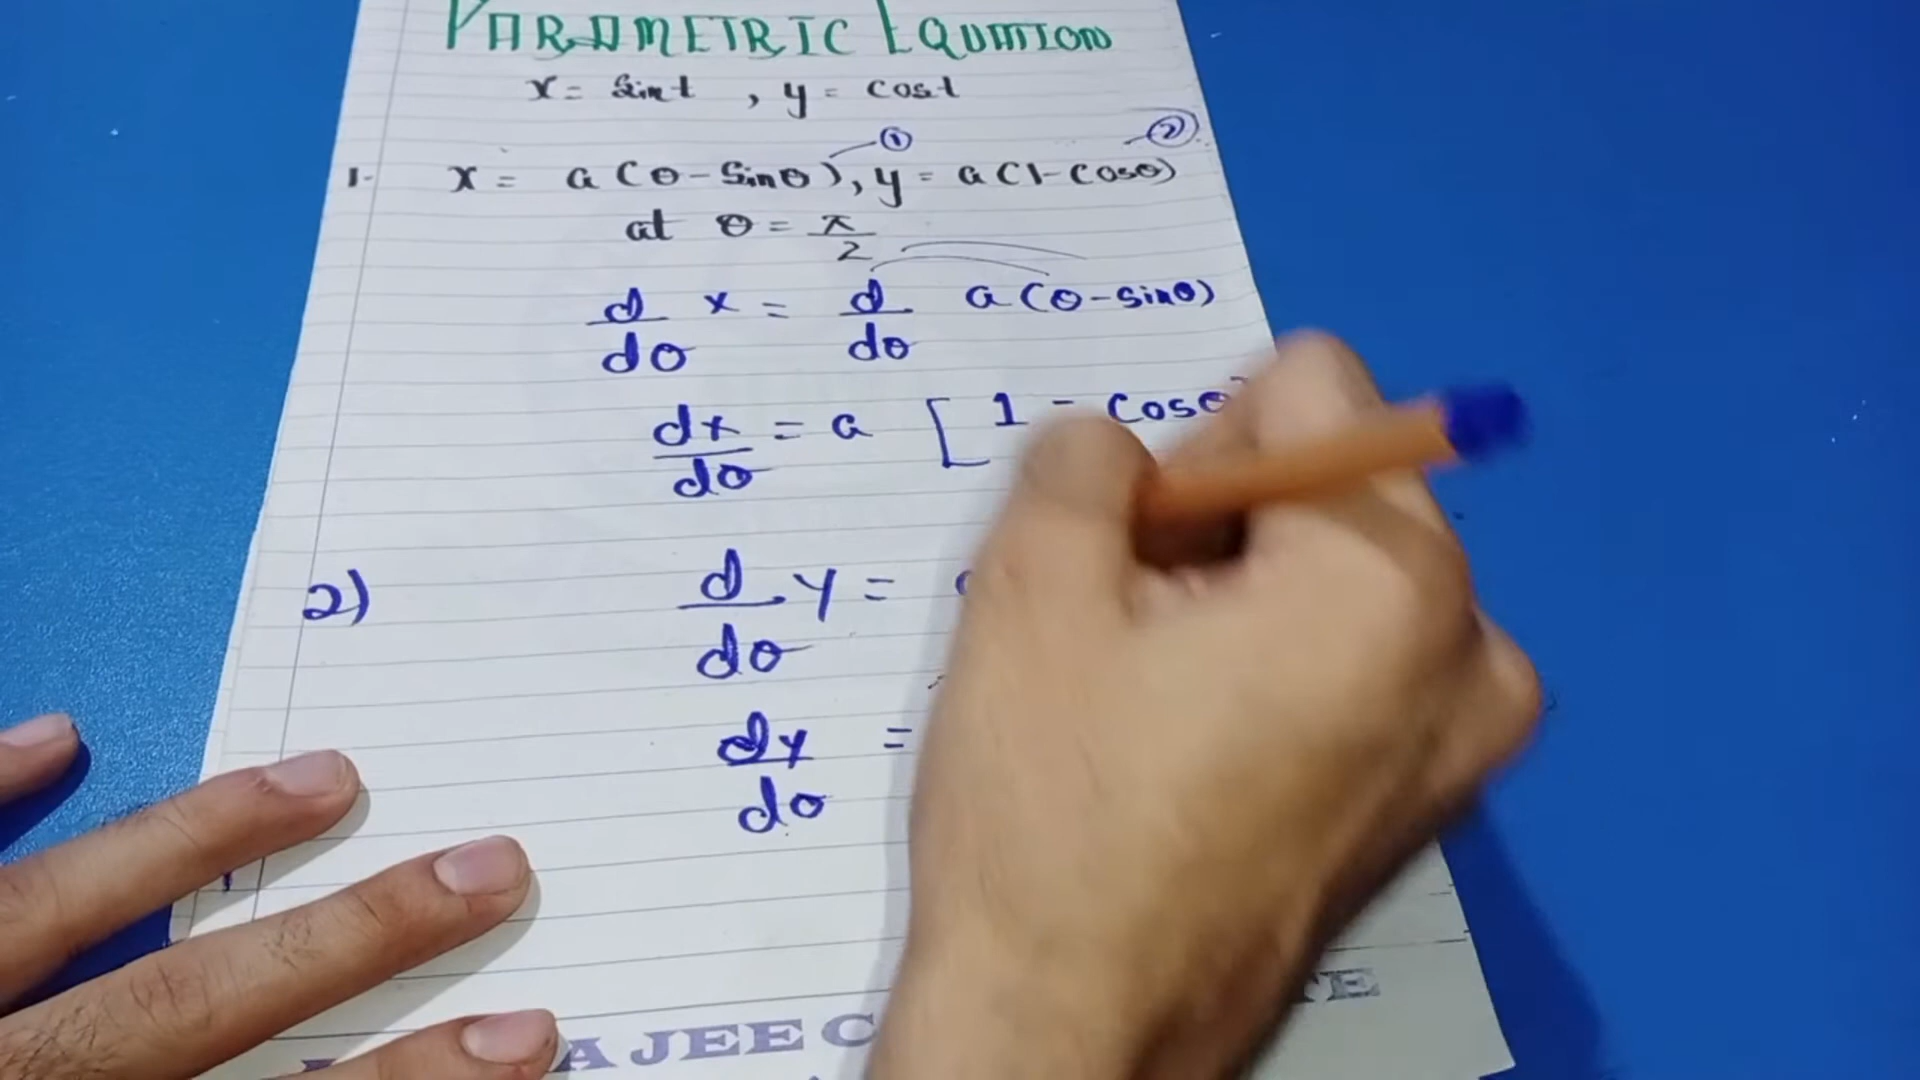 PARAMETRIC EQUATION
x = sint , y = cost
① ②
1- x = a(θ-sinθ), y = a(1-cosθ)
at θ = π/2
d/dθ x = d/dθ a(θ-sinθ)
dx/dθ = a [1 - cosθ
2) d/dθ y =
dy/dθ =
AJEE C